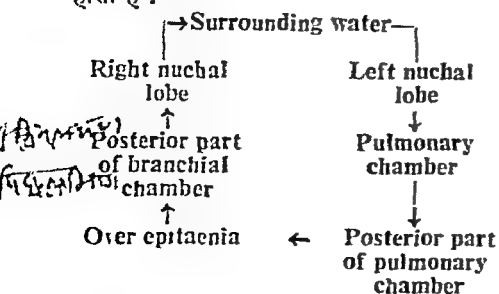 होता है :
→Surrounding water
Right nuchal
lobe
Left nuchal
lobe
↑
↓
Posterior part
of branchial
chamber
Pulmonary
chamber
↑
↓
Over epitaenia ← Posterior part
of pulmonary
chamber